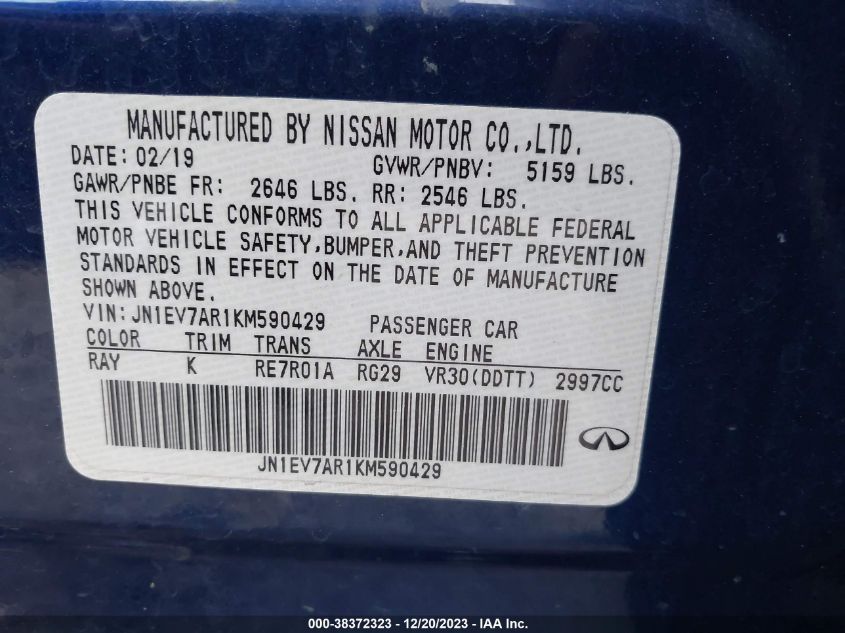 MANUFACTURED BY NISSAN MOTOR CO.,LTD.
DATE: 02/19 GVWR/PNBV: 5159 LBS.
GAWR/PNBE FR: 2646 LBS. RR: 2546 LBS.
THIS VEHICLE CONFORMS TO ALL APPLICABLE FEDERAL
MOTOR VEHICLE SAFETY,BUMPER,AND THEFT PREVENTION
STANDARDS IN EFFECT ON THE DATE OF MANUFACTURE
SHOWN ABOVE.
VIN: JN1EV7AR1KM590429 PASSENGER CAR
COLOR TRIM TRANS AXLE ENGINE
RAY K RE7R01A RG29 VR30(DDTT) 2997CC
JN1EV7AR1KM590429
000-38372323 - 12/20/2023 - IAA Inc.